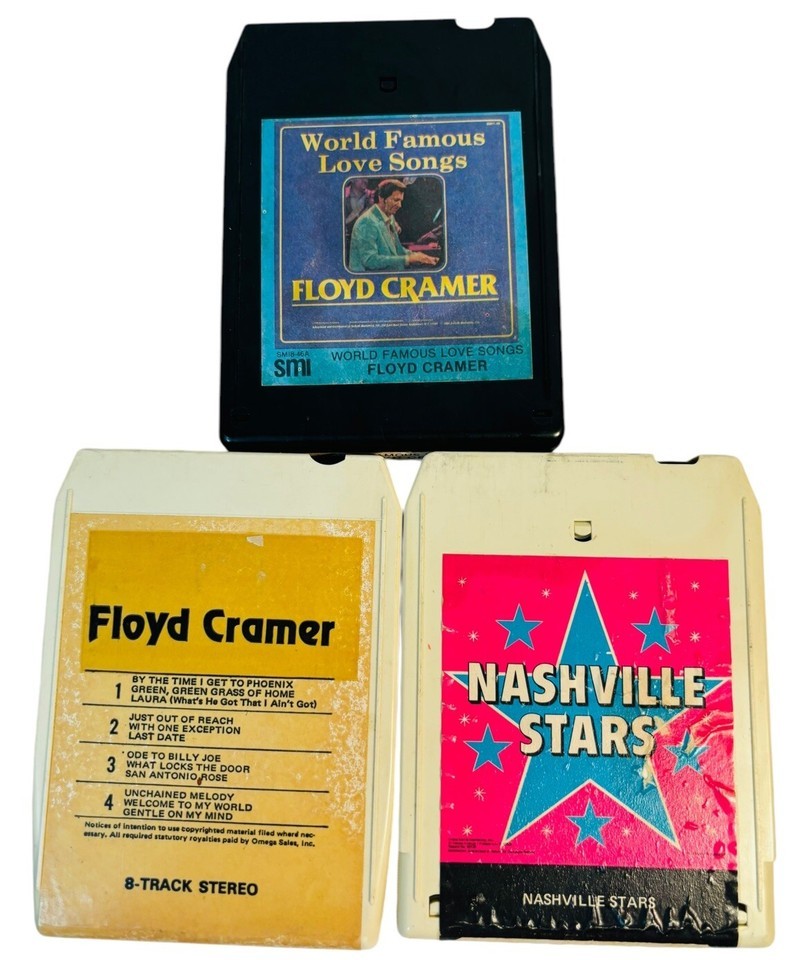 World Famous
Love Songs
FLOYD CRAMER
SMI8-46A
smi
WORLD FAMOUS LOVE SONGS
FLOYD CRAMER
Floyd Cramer
1
BY THE TIME I GET TO PHOENIX
GREEN, GREEN GRASS OF HOME
LAURA (What's He Got That I Ain't Got)
2
JUST OUT OF REACH
WITH ONE EXCEPTION
LAST DATE
3
ODE TO BILLY JOE
WHAT LOCKS THE DOOR
SAN ANTONIO ROSE
4
UNCHAINED MELODY
WELCOME TO MY WORLD
GENTLE ON MY MIND
Notices of intention to use copyrighted material filed where nec-
essary. All required statutory royalties paid by Omega Sales, Inc.
8-TRACK STEREO
NASHVILLE
STARS
NASHVILLE STARS